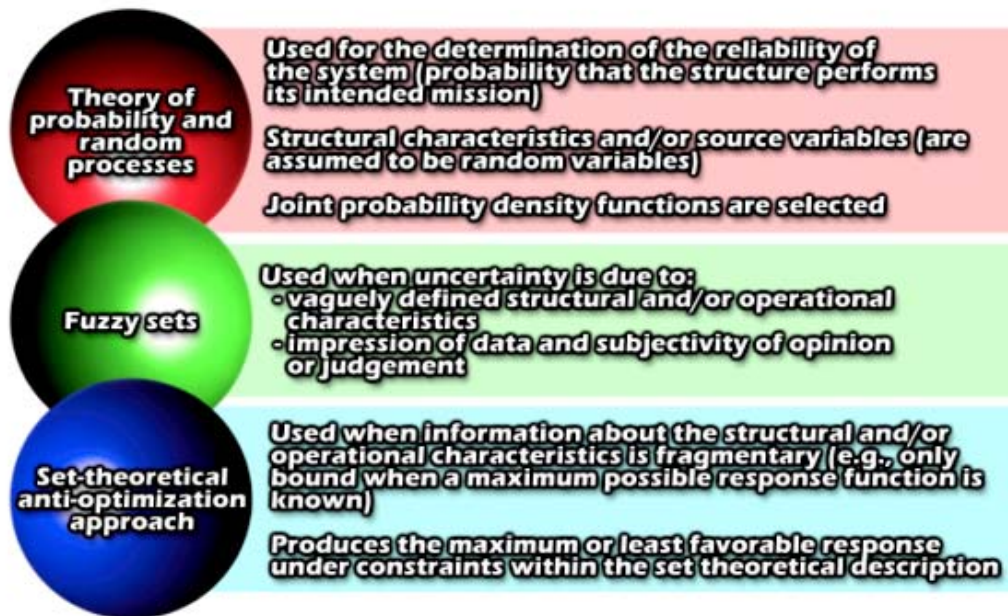 Theory of
probability and
random
processes
Used for the determination of the reliability of
the system (probability that the structure performs
its intended mission)
Structural characteristics and/or source variables (are
assumed to be random variables)
Joint probability density functions are selected
Fuzzy sets
Used when uncertainty is due to:
- vaguely defined structural and/or operational
characteristics
- impression of data and subjectivity of opinion
or judgement
Set-theoretical
anti-optimization
approach
Used when information about the structural and/or
operational characteristics is fragmentary (e.g., only
bound when a maximum possible response function is
known)
Produces the maximum or least favorable response
under constraints within the set theoretical description